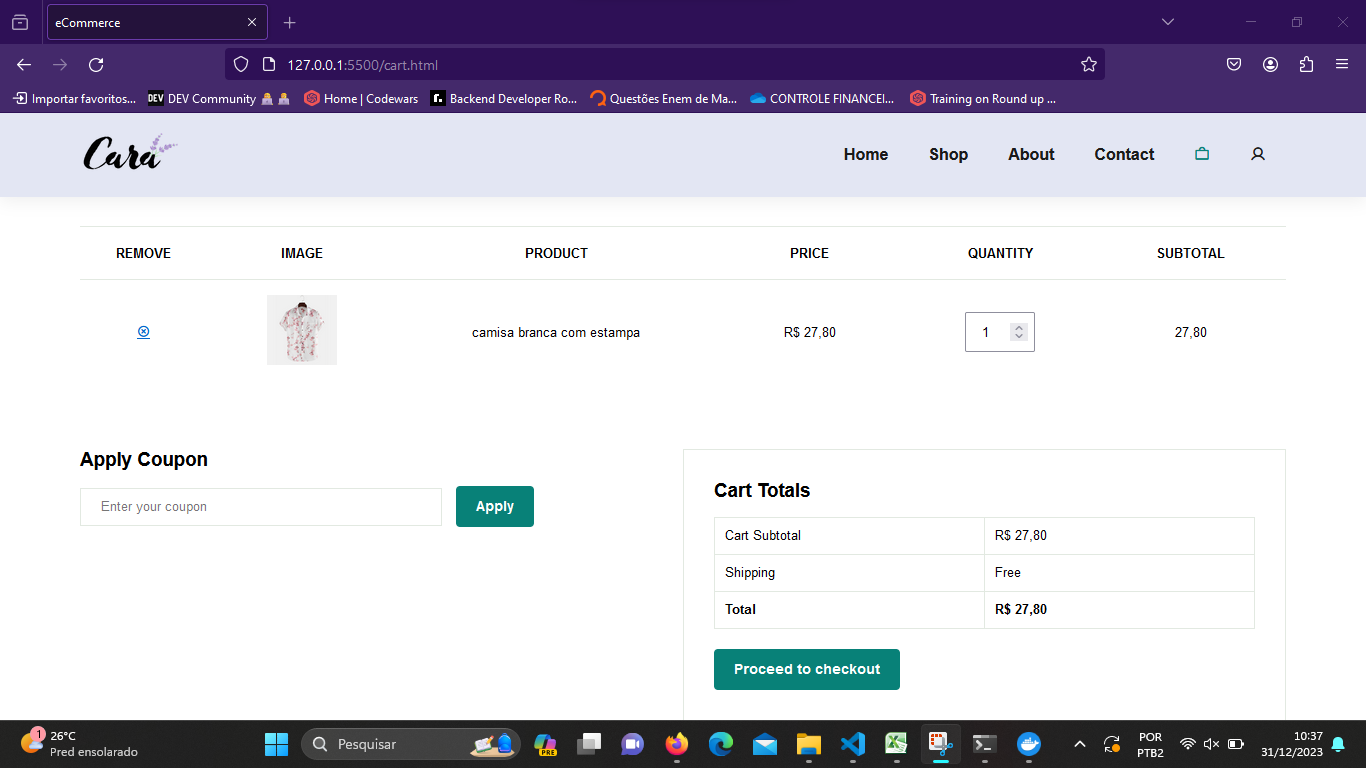 eCommerce
127.0.0.1:5500/cart.html
Importar favoritos...
DEV Community
Home | Codewars
Backend Developer Ro...
Questões Enem de Ma...
CONTROLE FINANCEI...
Training on Round up ...
DEV
r.
Cara
Home
Shop
About
Contact
REMOVE
IMAGE
PRODUCT
PRICE
QUANTITY
SUBTOTAL
camisa branca com estampa
R$ 27,80
1
27,80
Apply Coupon
Enter your coupon
Apply
Cart Totals
Cart Subtotal
R$ 27,80
Shipping
Free
Total
R$ 27,80
Proceed to checkout
1
26°C
Pred ensolarado
Pesquisar
PRE
POR
PTB2
10:37
31/12/2023